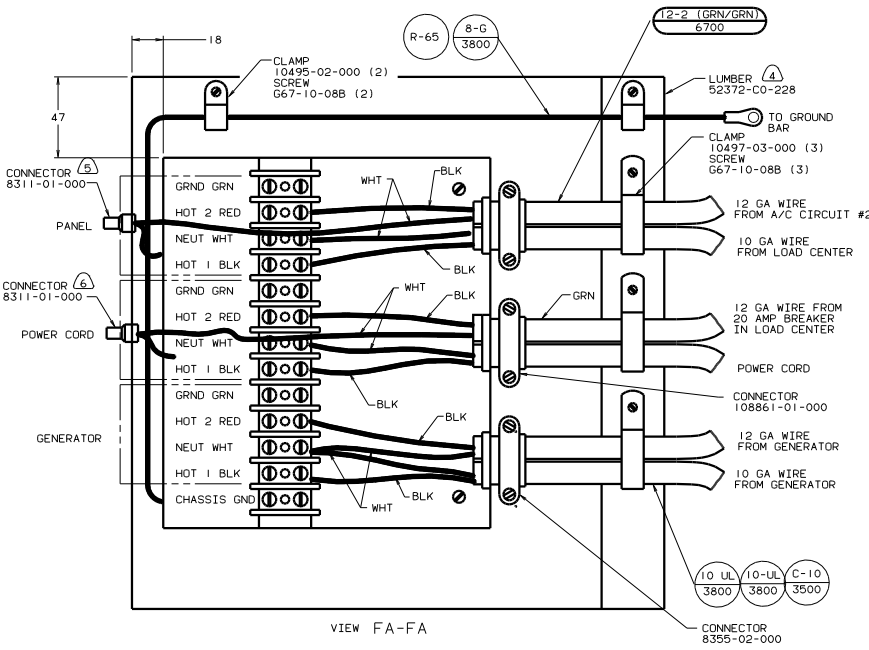 12-2 (GRN/GRN)
6700
R-65
8-G
3800
18
CLAMP
10495-02-000 (2)
SCREW
G67-10-08B (2)
LUMBER 4
52372-C0-228
47
TO GROUND
BAR
CLAMP
10497-03-000 (3)
SCREW
G67-10-08B (3)
CONNECTOR 5
8311-01-000
PANEL
GRND GRN
HOT 2 RED
NEUT WHT
HOT 1 BLK
WHT
BLK
BLK
12 GA WIRE
FROM A/C CIRCUIT #2
10 GA WIRE
FROM LOAD CENTER
CONNECTOR 6
8311-01-000
POWER CORD
GRND GRN
HOT 2 RED
NEUT WHT
HOT 1 BLK
WHT
BLK
BLK
GRN
12 GA WIRE FROM
20 AMP BREAKER
IN LOAD CENTER
POWER CORD
CONNECTOR
108861-01-000
GENERATOR
GRND GRN
HOT 2 RED
NEUT WHT
HOT 1 BLK
CHASSIS GND
BLK
BLK
WHT
12 GA WIRE
FROM GENERATOR
10 GA WIRE
FROM GENERATOR
10 UL
3800
10-UL
3800
C-10
3500
CONNECTOR
8355-02-000
VIEW FA-FA